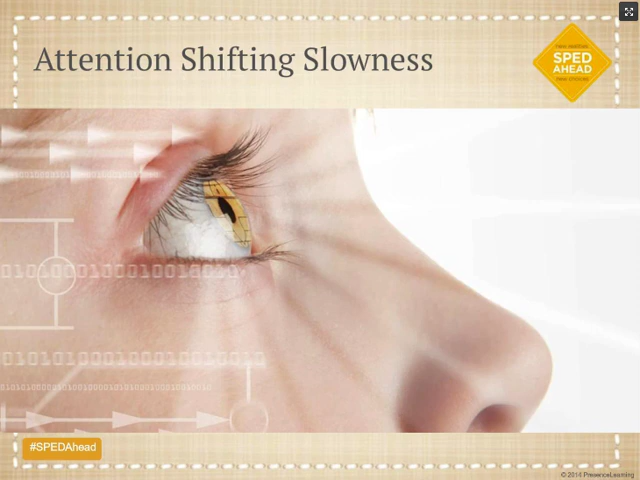 Attention Shifting Slowness
SPED
AHEAD
#SPEDAhead
© 2014 PresenceLearning